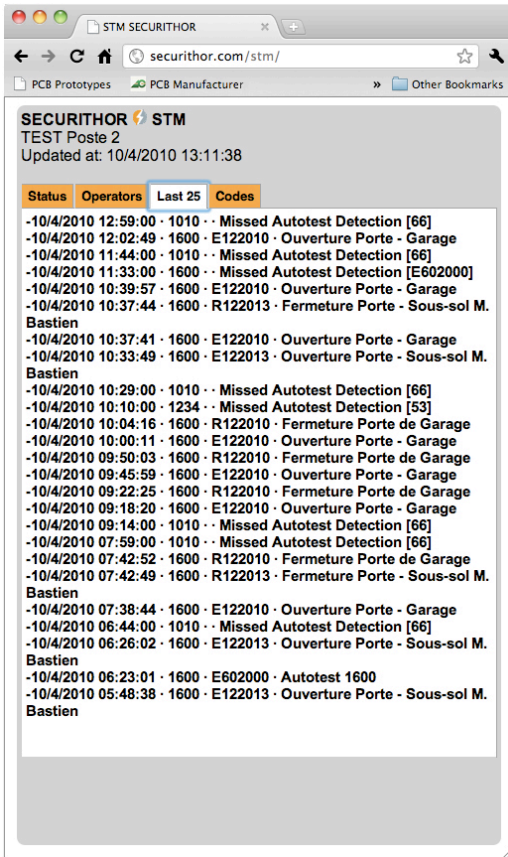 STM SECURITHOR
securithor.com/stm/
PCB Prototypes PCB Manufacturer » Other Bookmarks
SECURITHOR STM
TEST Poste 2
Updated at: 10/4/2010 13:11:38
Status Operators Last 25 Codes
-10/4/2010 12:59:00 · 1010 · · Missed Autotest Detection [66]
-10/4/2010 12:02:49 · 1600 · E122010 · Ouverture Porte - Garage
-10/4/2010 11:44:00 · 1010 · · Missed Autotest Detection [66]
-10/4/2010 11:33:00 · 1600 · · Missed Autotest Detection [E602000]
-10/4/2010 10:39:57 · 1600 · E122010 · Ouverture Porte - Garage
-10/4/2010 10:37:44 · 1600 · R122013 · Fermeture Porte - Sous-sol M.
Bastien
-10/4/2010 10:37:41 · 1600 · E122010 · Ouverture Porte - Garage
-10/4/2010 10:33:49 · 1600 · E122013 · Ouverture Porte - Sous-sol M.
Bastien
-10/4/2010 10:29:00 · 1010 · · Missed Autotest Detection [66]
-10/4/2010 10:10:00 · 1234 · · Missed Autotest Detection [53]
-10/4/2010 10:04:16 · 1600 · R122010 · Fermeture Porte de Garage
-10/4/2010 10:00:11 · 1600 · E122010 · Ouverture Porte - Garage
-10/4/2010 09:50:03 · 1600 · R122010 · Fermeture Porte de Garage
-10/4/2010 09:45:59 · 1600 · E122010 · Ouverture Porte - Garage
-10/4/2010 09:22:25 · 1600 · R122010 · Fermeture Porte de Garage
-10/4/2010 09:18:20 · 1600 · E122010 · Ouverture Porte - Garage
-10/4/2010 09:14:00 · 1010 · · Missed Autotest Detection [66]
-10/4/2010 07:59:00 · 1010 · · Missed Autotest Detection [66]
-10/4/2010 07:42:52 · 1600 · R122010 · Fermeture Porte de Garage
-10/4/2010 07:42:49 · 1600 · R122013 · Fermeture Porte - Sous-sol M.
Bastien
-10/4/2010 07:38:44 · 1600 · E122010 · Ouverture Porte - Garage
-10/4/2010 06:44:00 · 1010 · · Missed Autotest Detection [66]
-10/4/2010 06:26:02 · 1600 · E122013 · Ouverture Porte - Sous-sol M.
Bastien
-10/4/2010 06:23:01 · 1600 · E602000 · Autotest 1600
-10/4/2010 05:48:38 · 1600 · E122013 · Ouverture Porte - Sous-sol M.
Bastien